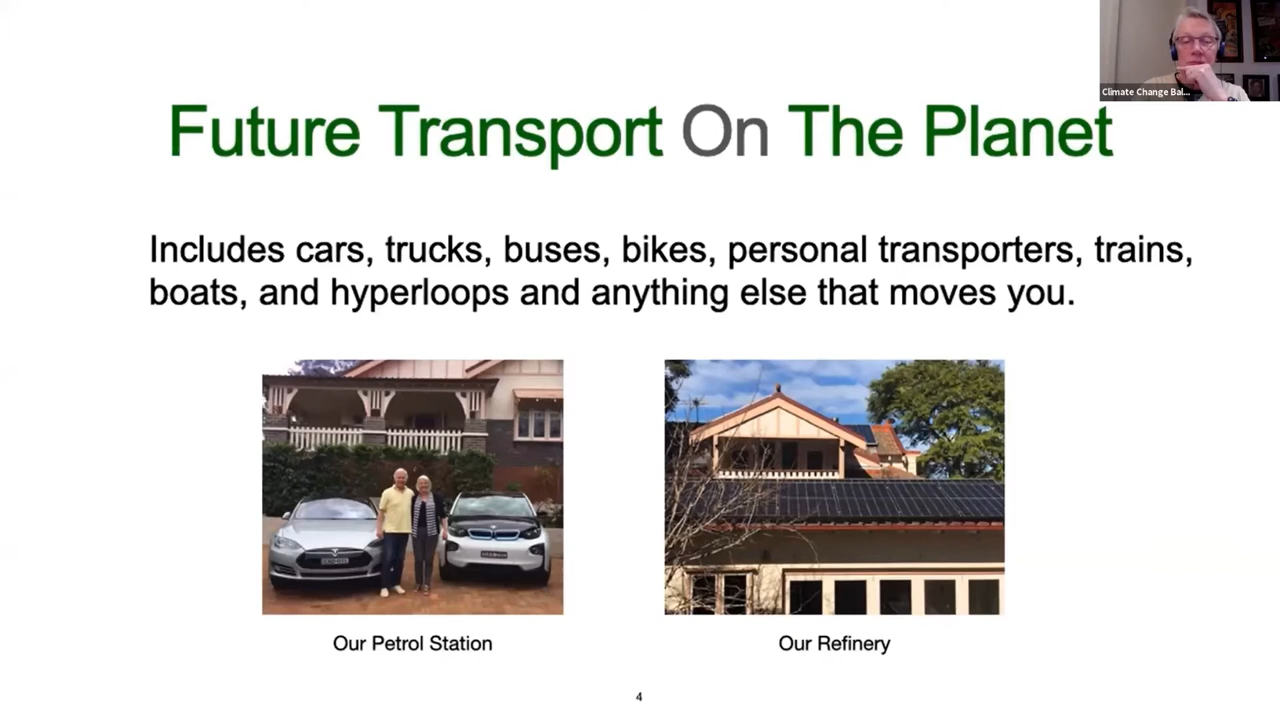 Climate Change Bal...
Future Transport On The Planet
Includes cars, trucks, buses, bikes, personal transporters, trains,
boats, and hyperloops and anything else that moves you.
Our Petrol Station
Our Refinery
4